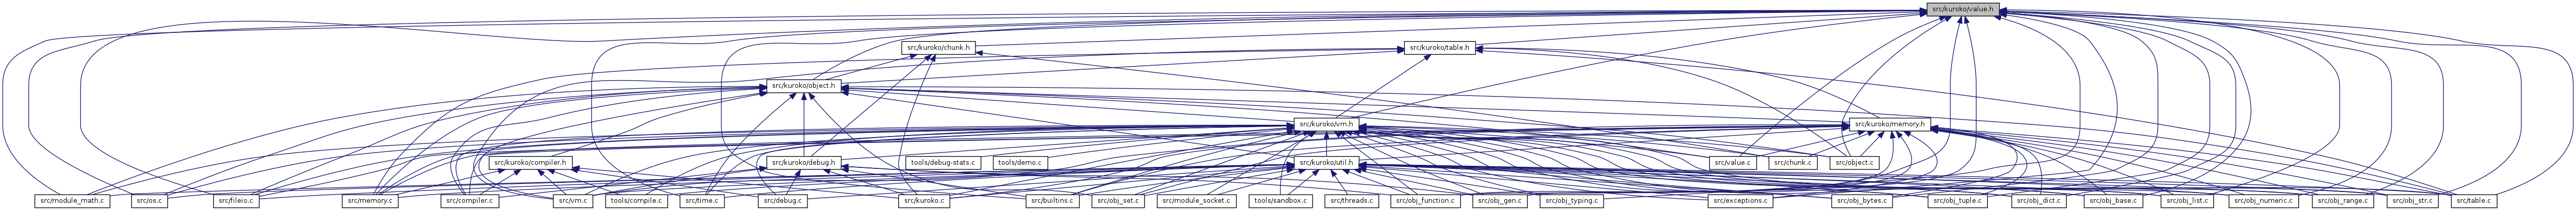 src/kuroko/value.h
src/kuroko/chunk.h
src/kuroko/table.h
src/kuroko/object.h
src/kuroko/vm.h
src/kuroko/memory.h
src/kuroko/compiler.h
src/kuroko/debug.h
tools/debug-stats.c
tools/demo.c
src/kuroko/util.h
src/value.c
src/chunk.c
src/object.c
src/module_math.c
src/os.c
src/fileio.c
src/memory.c
src/compiler.c
src/vm.c
tools/compile.c
src/time.c
src/debug.c
src/kuroko.c
src/builtins.c
src/obj_set.c
src/module_socket.c
tools/sandbox.c
src/threads.c
src/obj_function.c
src/obj_gen.c
src/obj_typing.c
src/exceptions.c
src/obj_bytes.c
src/obj_tuple.c
src/obj_dict.c
src/obj_base.c
src/obj_list.c
src/obj_numeric.c
src/obj_range.c
src/obj_str.c
src/table.c